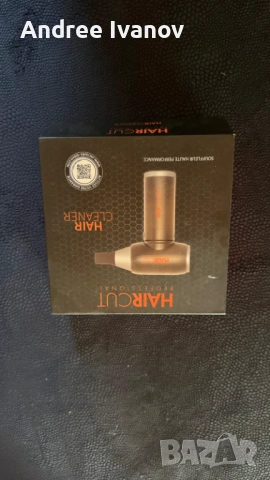 Andree Ivanov
HAIRCUT
PROFESSIONAL
HAIR
CLEANER
SOUFFLEUR HAUTE PERFORMANCE
BAZAR